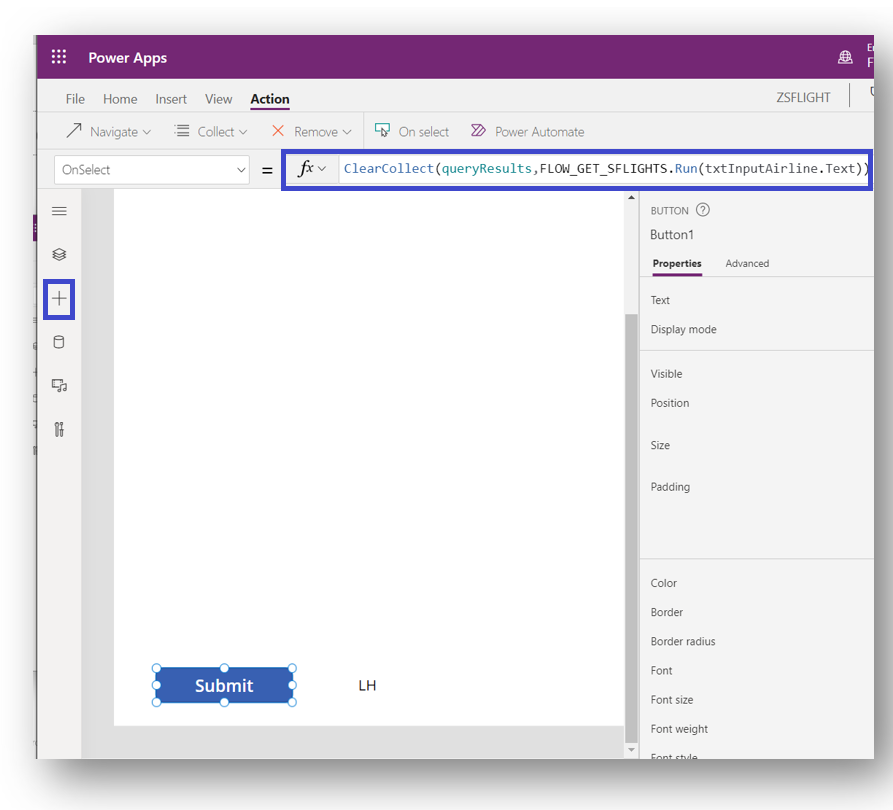 Power Apps
File Home Insert View Action ZSFLIGHT
Navigate Collect Remove On select Power Automate
OnSelect = fx ClearCollect(queryResults,FLOW_GET_SFLIGHTS.Run(txtInputAirline.Text))
BUTTON ?
Button1
Properties Advanced
Text
Display mode
Visible
Position
Size
Padding
Color
Border
Border radius
Font
Font size
Font weight
Font style
Submit LH